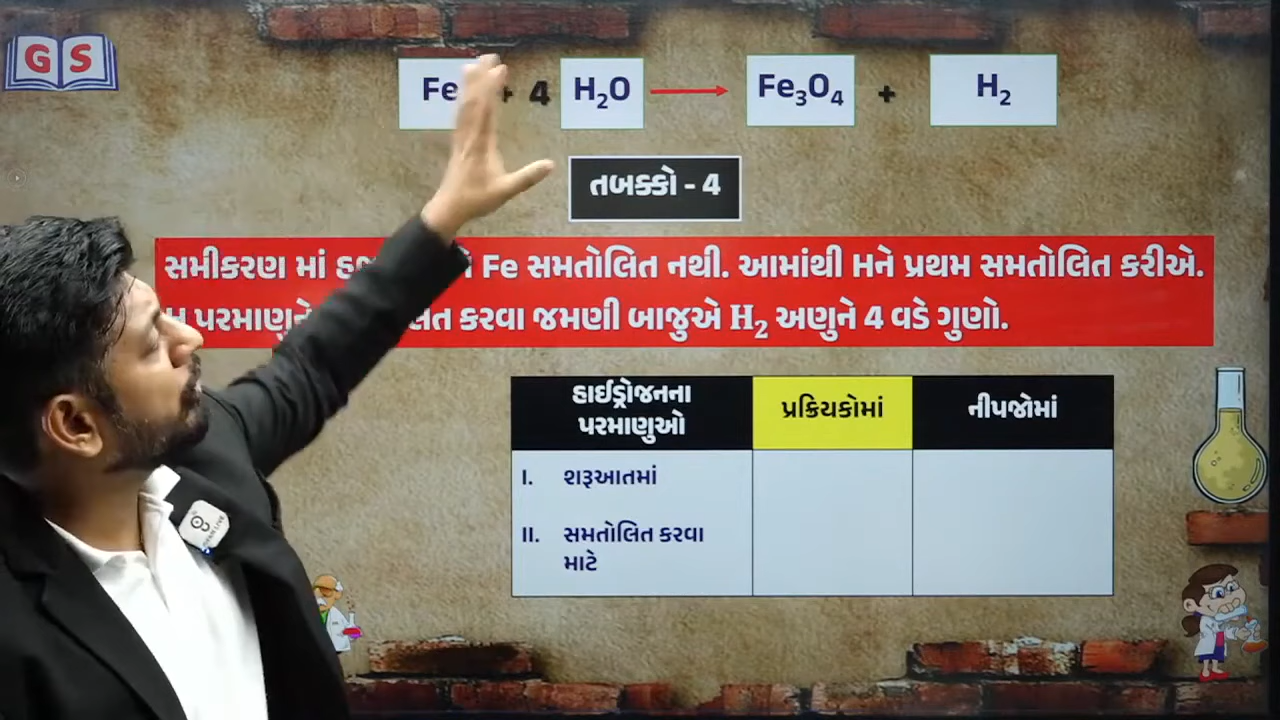 G S
Fe + 4 H₂O → Fe₃O₄ + H₂
તબક્કો - 4
સમીકરણ માં Fe સમતોલિત નથી. આમાંથી Hને પ્રથમ સમતોલિત કરીએ.
H પરમાણુને કરવા જમણી બાજુએ H₂ અણુને 4 વડે ગુણો.
હાઈડ્રોજનના પરમાણુઓ પ્રક્રિયકોમાં નીપજોમાં
I. શરૂઆતમાં
II. સમતોલિત કરવા
માટે